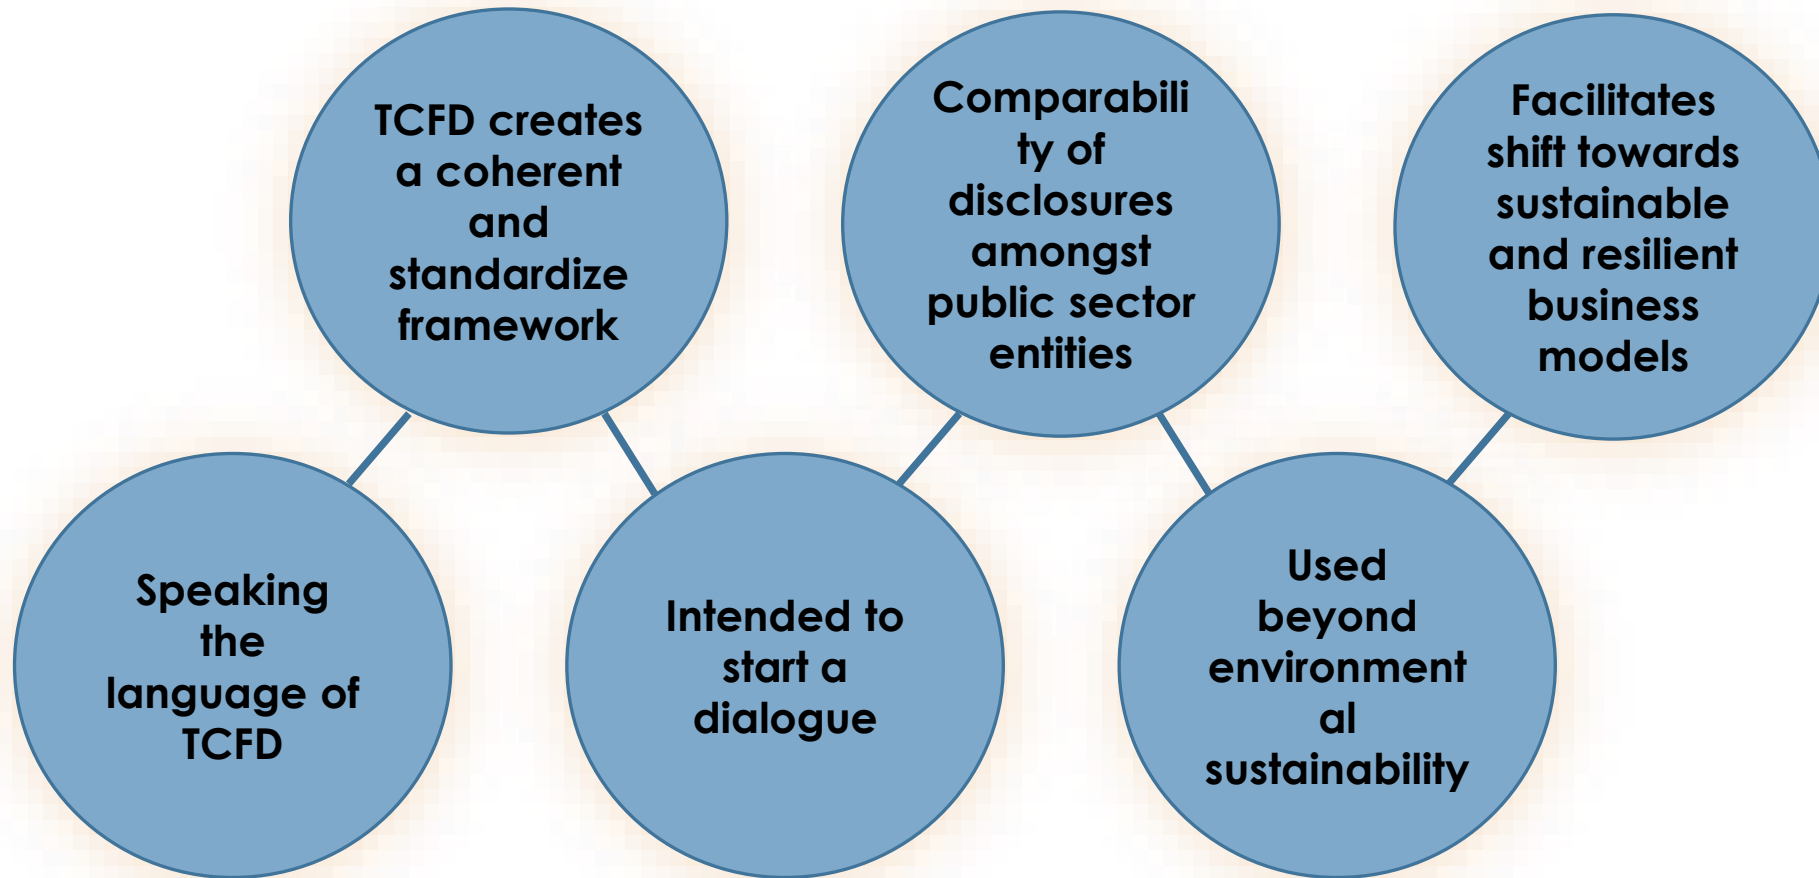 TCFD creates
a coherent
and
standardize
framework
Comparabili
ty of
disclosures
amongst
public sector
entities
Facilitates
shift towards
sustainable
and resilient
business
models
Speaking
the
language of
TCFD
Intended to
start a
dialogue
Used
beyond
environment
al
sustainability